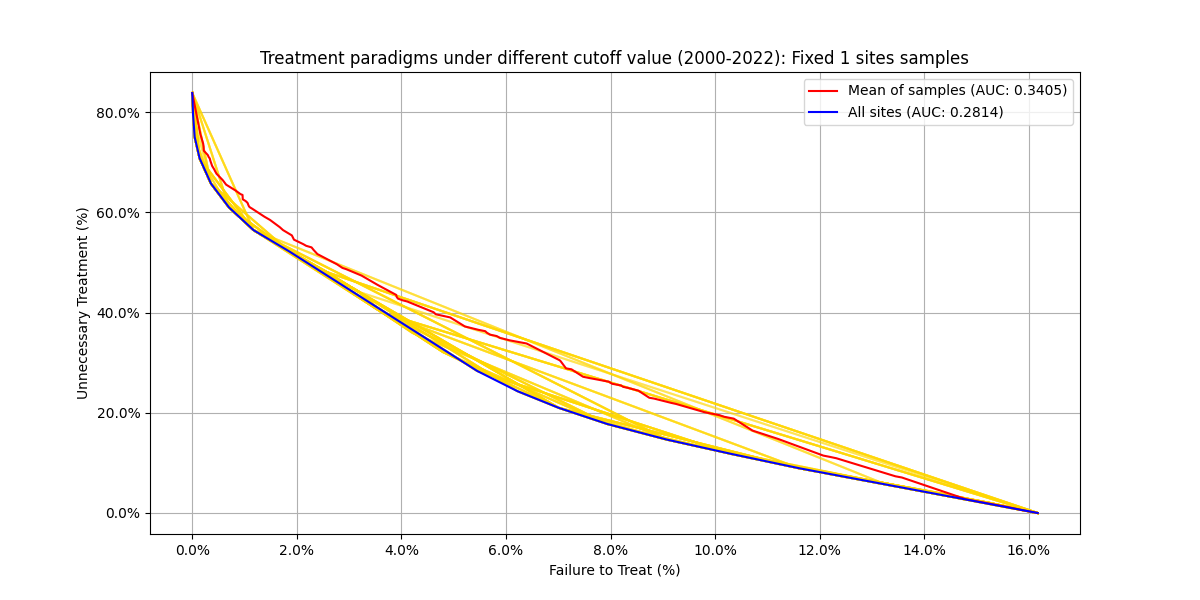 Treatment paradigms under different cutoff value (2000-2022): Fixed 1 sites samples
Mean of samples (AUC: 0.3405)
All sites (AUC: 0.2814)
Unnecessary Treatment (%)
80.0%
60.0%
40.0%
20.0%
0.0%
0.0% 2.0% 4.0% 6.0% 8.0% 10.0% 12.0% 14.0% 16.0%
Failure to Treat (%)